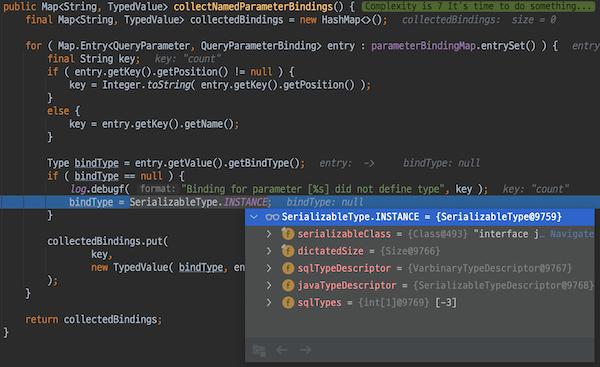 public Map<String, TypedValue> collectNamedParameterBindings() { Complexity is 7 It's time to do something...
final Map<String, TypedValue> collectedBindings = new HashMap<>(); collectedBindings: size = 0
for ( Map.Entry<QueryParameter, QueryParameterBinding> entry : parameterBindingMap.entrySet() ) { entry
final String key; key: "count"
if ( entry.getKey().getPosition() != null ) {
key = Integer.toString( entry.getKey().getPosition() );
}
else {
key = entry.getKey().getName();
}
Type bindType = entry.getValue().getBindType(); entry: -> bindType: null
if ( bindType == null ) {
log.debugf( format: "Binding for parameter [%s] did not define type", key ); key: "count"
bindType = SerializableType.INSTANCE; bindType: null
}
SerializableType.INSTANCE = {SerializableType@9759}
serializableClass = {Class@493} "interface j... Navigate
dictatedSize = {Size@9766}
sqlTypeDescriptor = {VarbinaryTypeDescriptor@9767}
javaTypeDescriptor = {SerializableTypeDescriptor@9768}
sqlTypes = {int[1]@9769} [-3]
collectedBindings.put(
key,
new TypedValue( bindType, en
);
}
return collectedBindings;
}